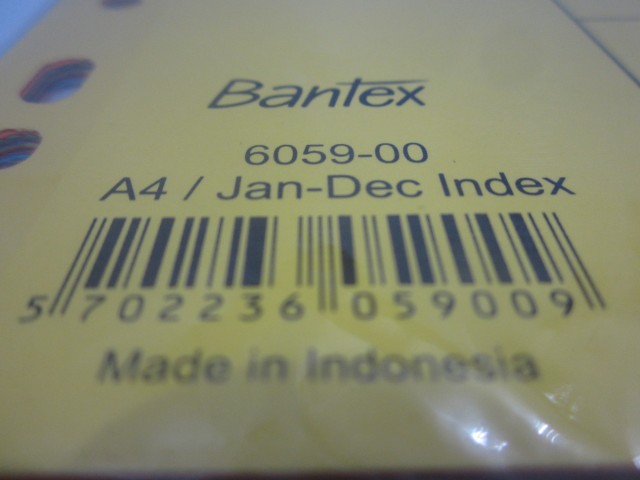 Bantex
6059-00
A4 / Jan-Dec Index
5 702236 059009
Made in Indonesia